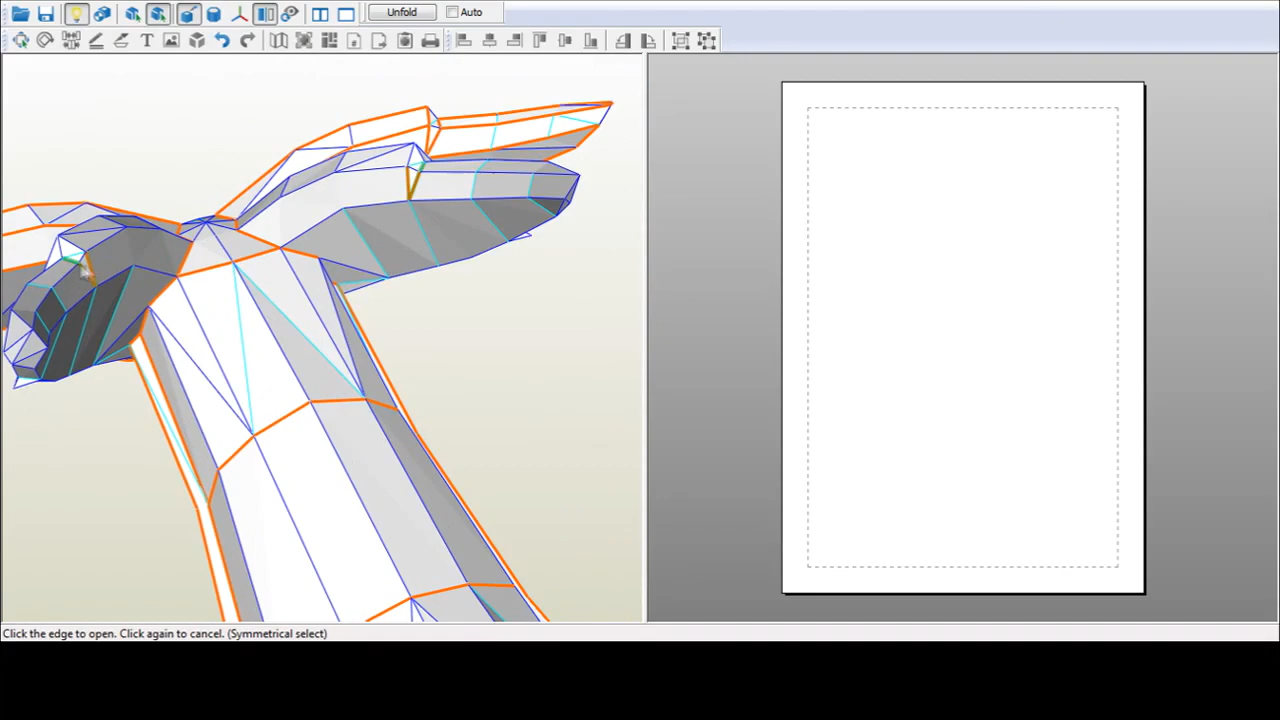 Unfold
Auto
Click the edge to open. Click again to cancel. (Symmetrical select)